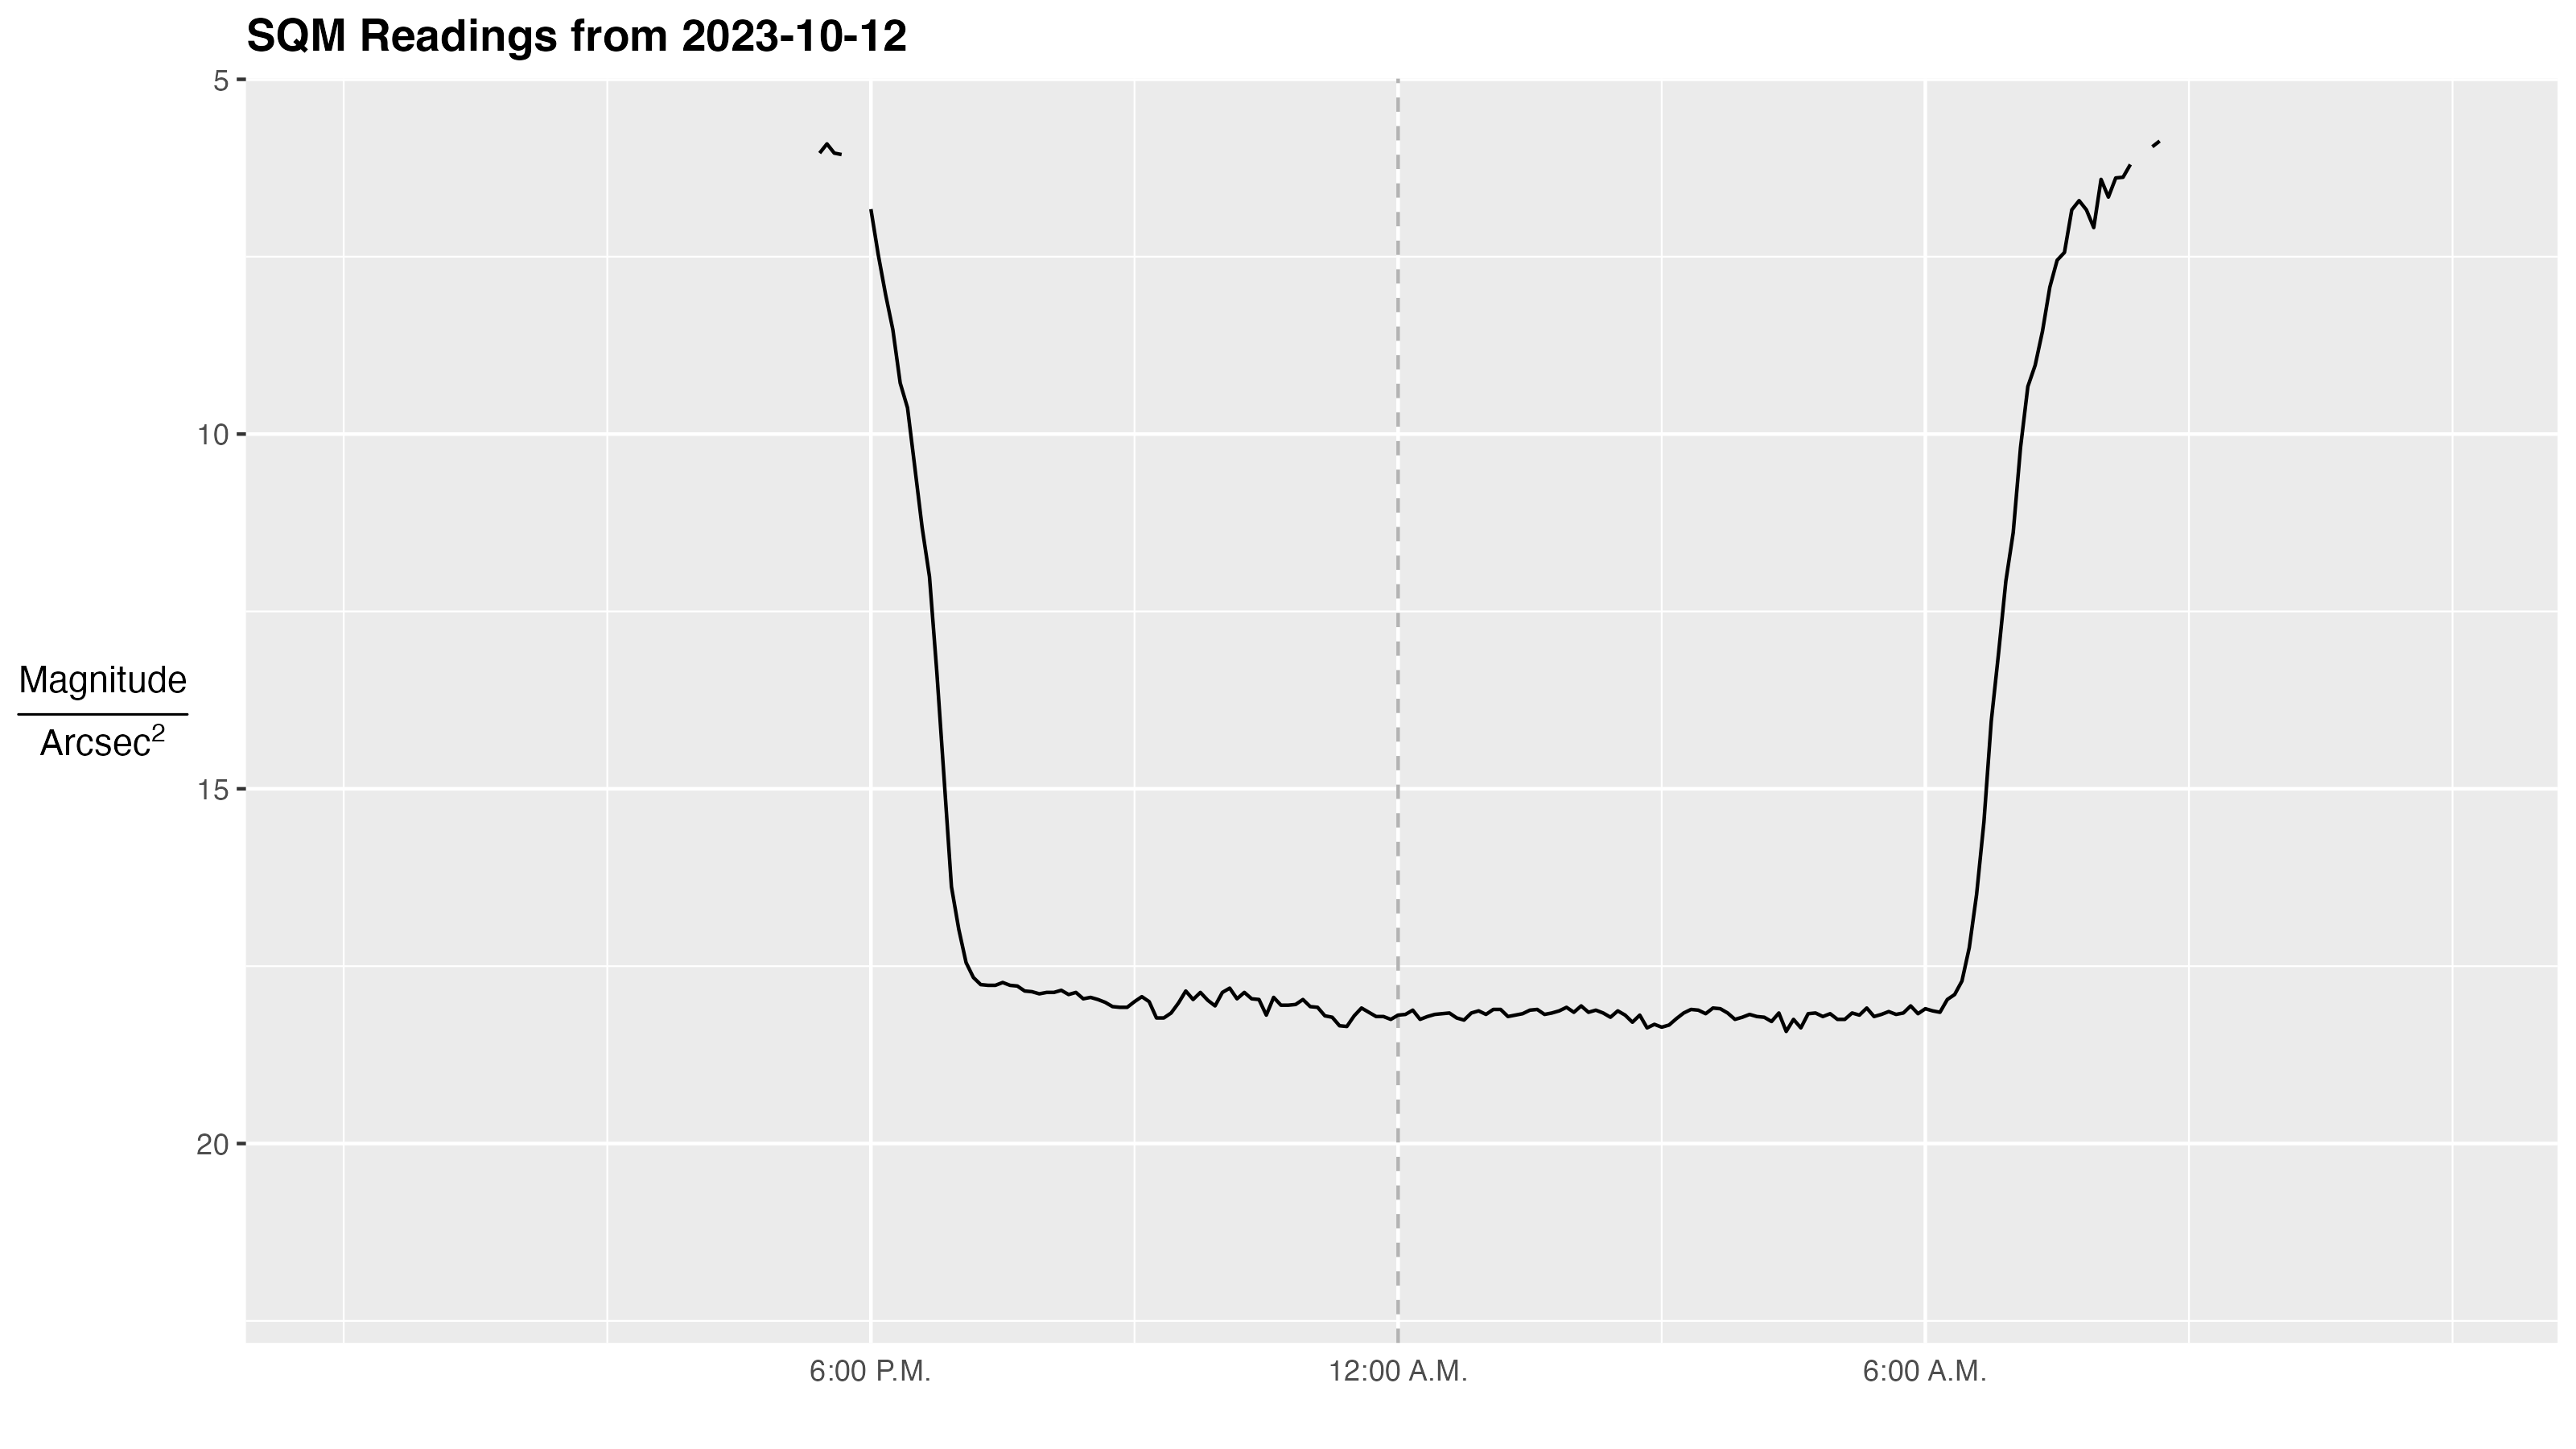 SQM Readings from 2023-10-12
5
10
Magnitude
Arcsec²
15
20
6:00 P.M.
12:00 A.M.
6:00 A.M.